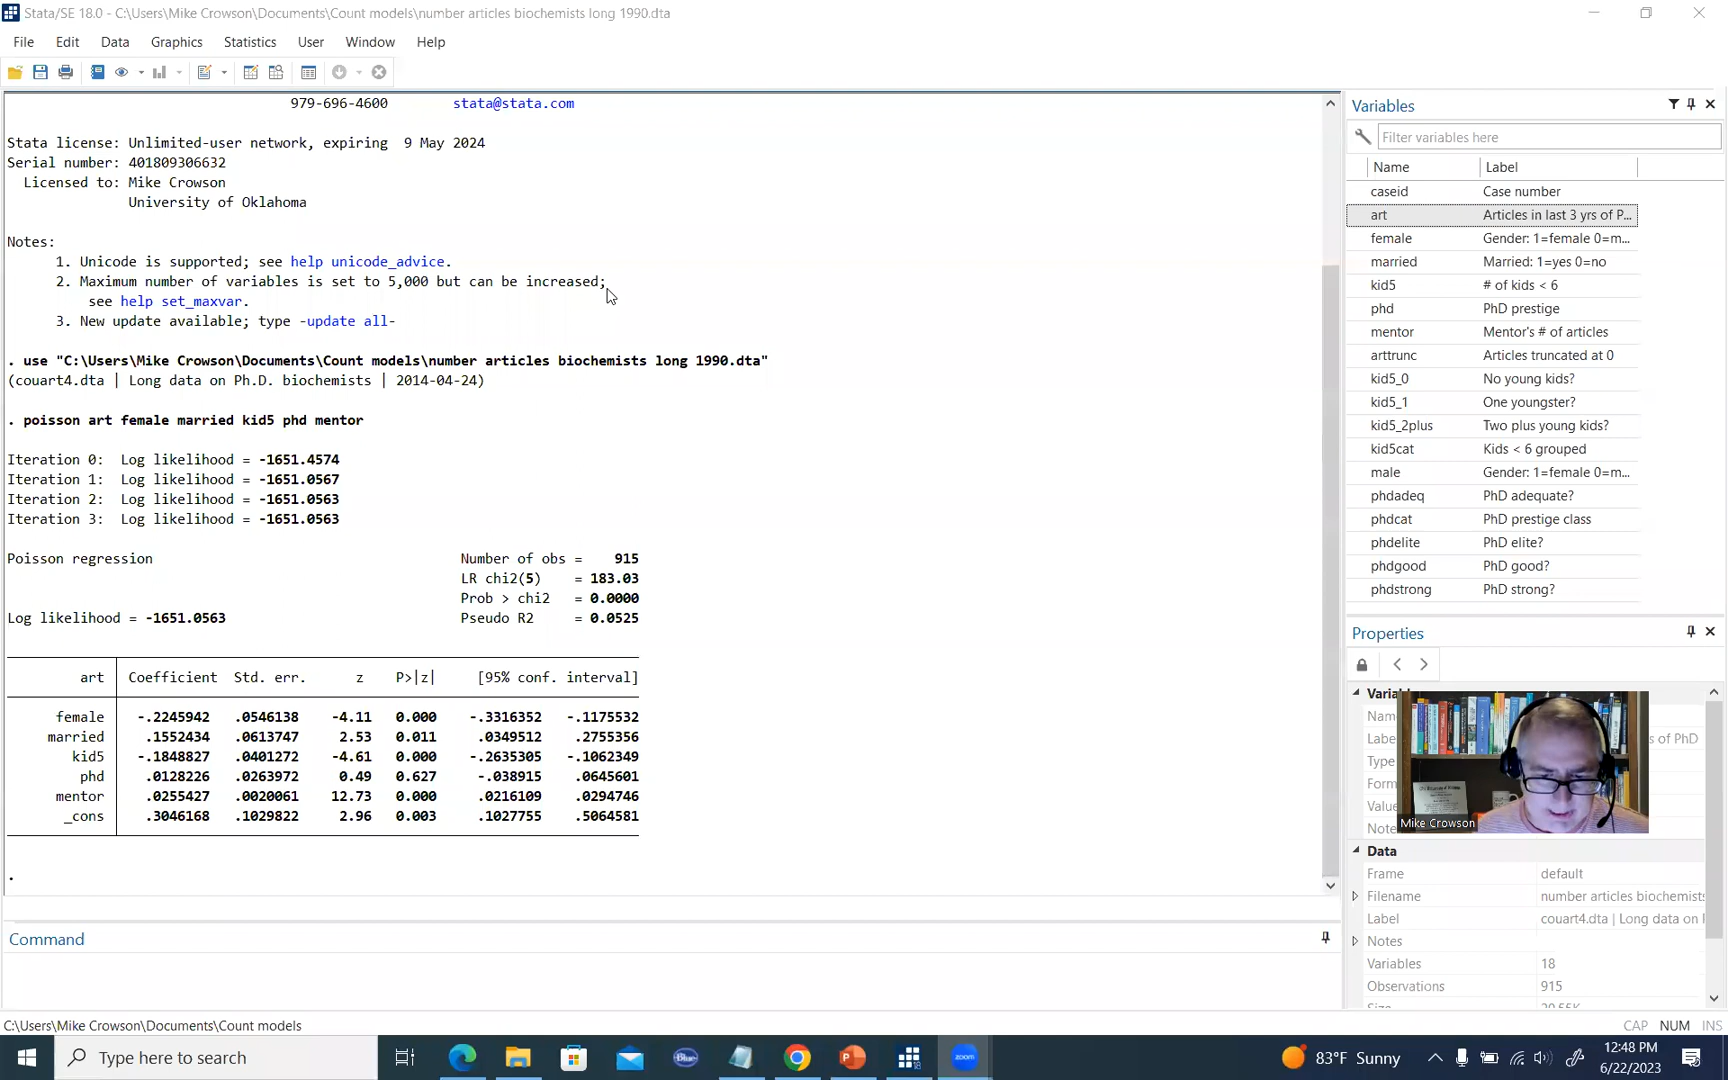 Stata/SE 18.0 - C:\Users\Mike Crowson\Documents\Count models\number articles biochemists long 1990.dta
File Edit Data Graphics Statistics User Window Help
979-696-4600 stata@stata.com
Stata license: Unlimited-user network, expiring 9 May 2024
Serial number: 401809306632
Licensed to: Mike Crowson
University of Oklahoma
Notes:
1. Unicode is supported; see help unicode_advice.
2. Maximum number of variables is set to 5,000 but can be increased;
see help set_maxvar.
3. New update available; type -update all-
. use "C:\Users\Mike Crowson\Documents\Count models\number articles biochemists long 1990.dta"
(couart4.dta | Long data on Ph.D. biochemists | 2014-04-24)
. poisson art female married kid5 phd mentor
Iteration 0: Log likelihood = -1651.4574
Iteration 1: Log likelihood = -1651.0567
Iteration 2: Log likelihood = -1651.0563
Iteration 3: Log likelihood = -1651.0563
Poisson regression Number of obs = 915
LR chi2(5) = 183.03
Prob > chi2 = 0.0000
Log likelihood = -1651.0563 Pseudo R2 = 0.0525
art Coefficient Std. err. z P>|z| [95% conf. interval]
female -.2245942 .0546138 -4.11 0.000 -.3316352 -.1175532
married .1552434 .0613747 2.53 0.011 .0349512 .2755356
kid5 -.1848827 .0401272 -4.61 0.000 -.2635305 -.1062349
phd .0128226 .0263972 0.49 0.627 -.038915 .0645601
mentor .0255427 .0020061 12.73 0.000 .0216109 .0294746
_cons .3046168 .1029822 2.96 0.003 .1027755 .5064581
.
Command
C:\Users\Mike Crowson\Documents\Count models
Variables
Filter variables here
Name Label
caseid Case number
art Articles in last 3 yrs of P...
female Gender: 1=female 0=m...
married Married: 1=yes 0=no
kid5 # of kids < 6
phd PhD prestige
mentor Mentor's # of articles
arttrunc Articles truncated at 0
kid5_0 No young kids?
kid5_1 One youngster?
kid5_2plus Two plus young kids?
kid5cat Kids < 6 grouped
male Gender: 1=female 0=m...
phdadeq PhD adequate?
phdcat PhD prestige class
phdelite PhD elite?
phdgood PhD good?
phdstrong PhD strong?
Properties
Varia
Nam
Labe s of PhD
Type
Form
Value
Note
Mike Crowson
Data
Frame default
Filename number articles biochemists
Label couart4.dta | Long data on
Notes
Variables 18
Observations 915
CAP NUM INS
Type here to search
Blue
zoom
83°F Sunny
12:48 PM
6/22/2023